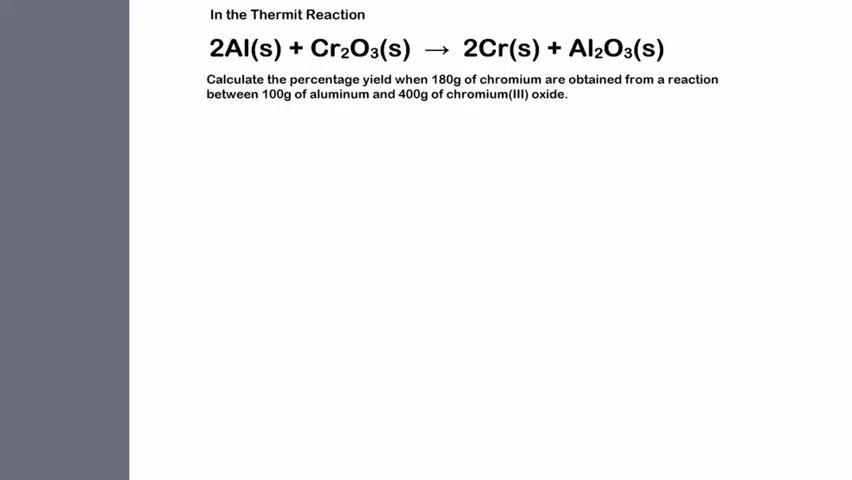 In the Thermit Reaction
2Al(s) + Cr₂O₃(s) → 2Cr(s) + Al₂O₃(s)
Calculate the percentage yield when 180g of chromium are obtained from a reaction
between 100g of aluminum and 400g of chromium(III) oxide.